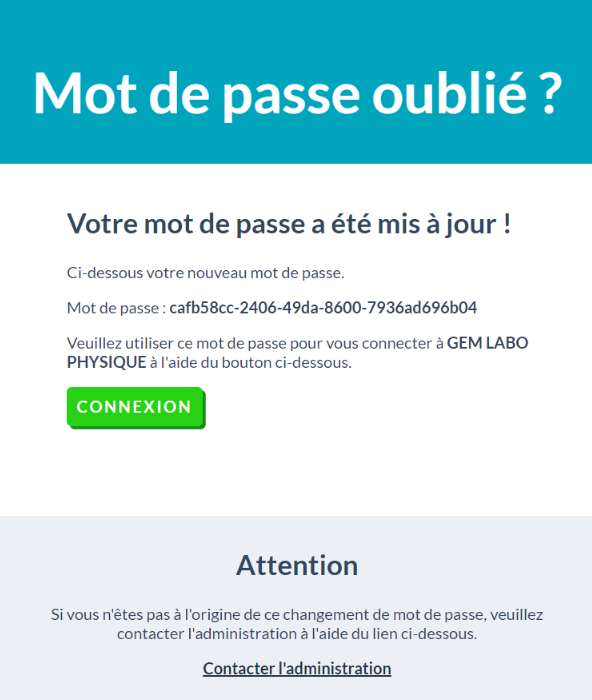 Mot de passe oublié ?
Votre mot de passe a été mis à jour !
Ci-dessous votre nouveau mot de passe.
Mot de passe : cafb58cc-2406-49da-8600-7936ad696b04
Veuillez utiliser ce mot de passe pour vous connecter à GEM LABO
PHYSIQUE à l'aide du bouton ci-dessous.
CONNEXION
Attention
Si vous n'êtes pas à l'origine de ce changement de mot de passe, veuillez
contacter l'administration à l'aide du lien ci-dessous.
Contacter l'administration